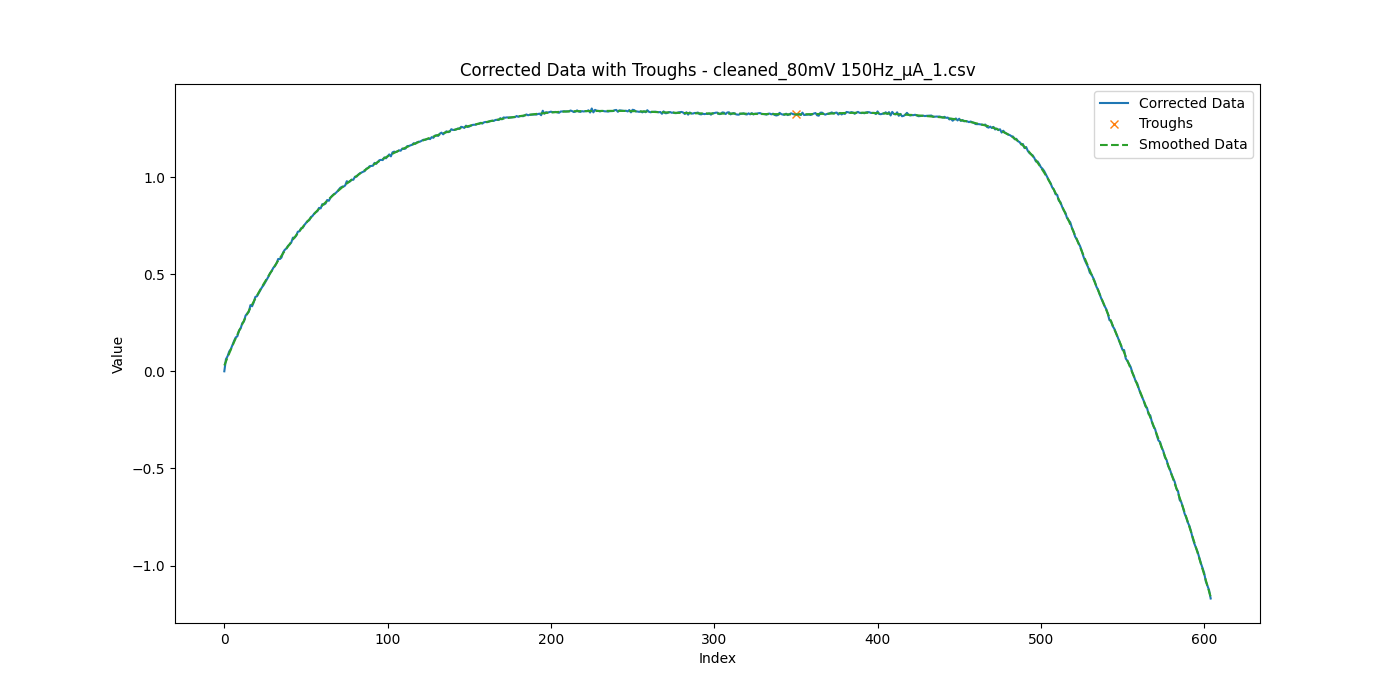 Corrected Data with Troughs - cleaned_80mV 150Hz_µA_1.csv
Corrected Data
Troughs
Smoothed Data
Value
1.0
0.5
0.0
−0.5
−1.0
0 100 200 300 400 500 600
Index